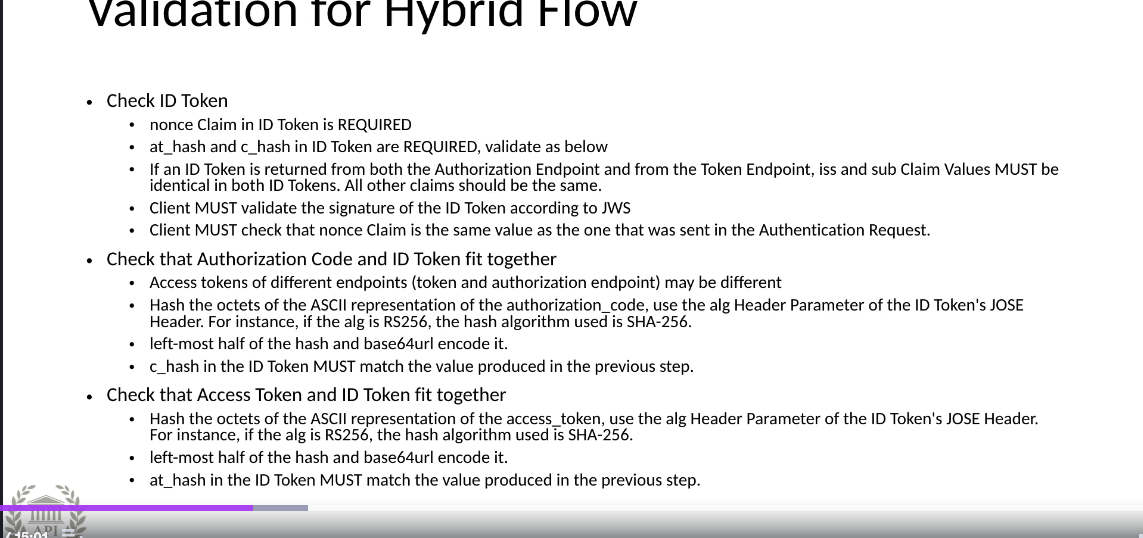 Validation for Hybrid Flow
• Check ID Token
• nonce Claim in ID Token is REQUIRED
• at_hash and c_hash in ID Token are REQUIRED, validate as below
• If an ID Token is returned from both the Authorization Endpoint and from the Token Endpoint, iss and sub Claim Values MUST be
identical in both ID Tokens. All other claims should be the same.
• Client MUST validate the signature of the ID Token according to JWS
• Client MUST check that nonce Claim is the same value as the one that was sent in the Authentication Request.
• Check that Authorization Code and ID Token fit together
• Access tokens of different endpoints (token and authorization endpoint) may be different
• Hash the octets of the ASCII representation of the authorization_code, use the alg Header Parameter of the ID Token's JOSE
Header. For instance, if the alg is RS256, the hash algorithm used is SHA-256.
• left-most half of the hash and base64url encode it.
• c_hash in the ID Token MUST match the value produced in the previous step.
• Check that Access Token and ID Token fit together
• Hash the octets of the ASCII representation of the access_token, use the alg Header Parameter of the ID Token's JOSE Header.
For instance, if the alg is RS256, the hash algorithm used is SHA-256.
• left-most half of the hash and base64url encode it.
• at_hash in the ID Token MUST match the value produced in the previous step.
API
/ 15:01